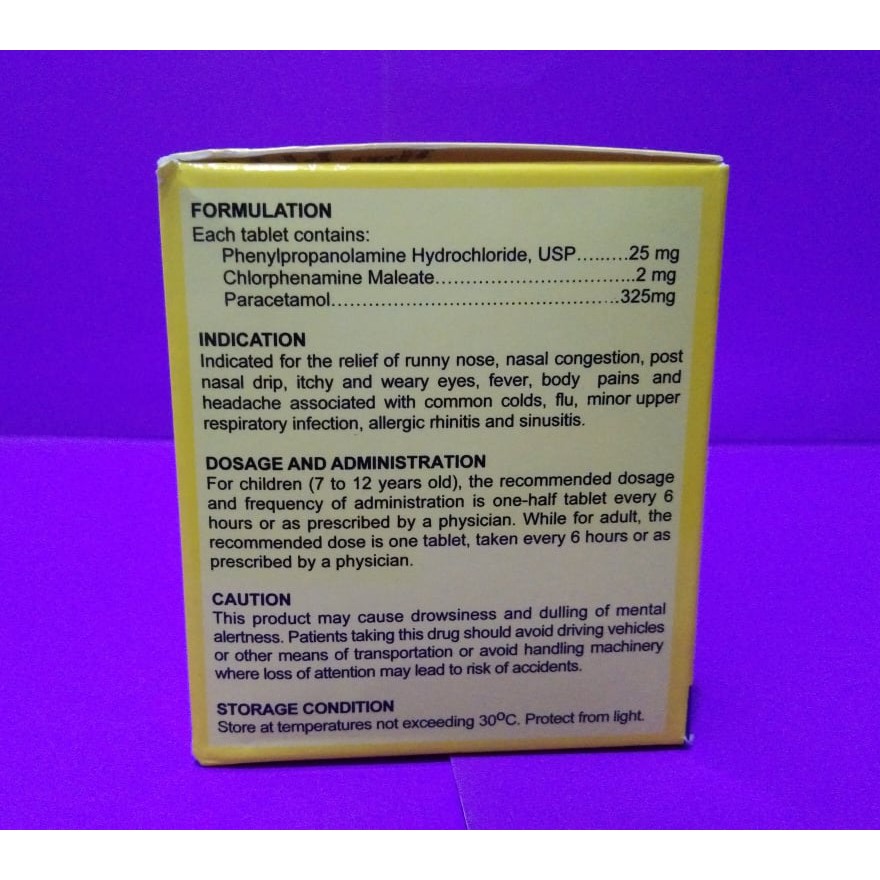 FORMULATION
Each tablet contains:
Phenylpropanolamine Hydrochloride, USP.........25 mg
Chlorphenamine Maleate.................................2 mg
Paracetamol...............................................325mg
INDICATION
Indicated for the relief of runny nose, nasal congestion, post
nasal drip, itchy and weary eyes, fever, body pains and
headache associated with common colds, flu, minor upper
respiratory infection, allergic rhinitis and sinusitis.
DOSAGE AND ADMINISTRATION
For children (7 to 12 years old), the recommended dosage
and frequency of administration is one-half tablet every 6
hours or as prescribed by a physician. While for adult, the
recommended dose is one tablet, taken every 6 hours or as
prescribed by a physician.
CAUTION
This product may cause drowsiness and dulling of mental
alertness. Patients taking this drug should avoid driving vehicles
or other means of transportation or avoid handling machinery
where loss of attention may lead to risk of accidents.
STORAGE CONDITION
Store at temperatures not exceeding 30ºC. Protect from light.